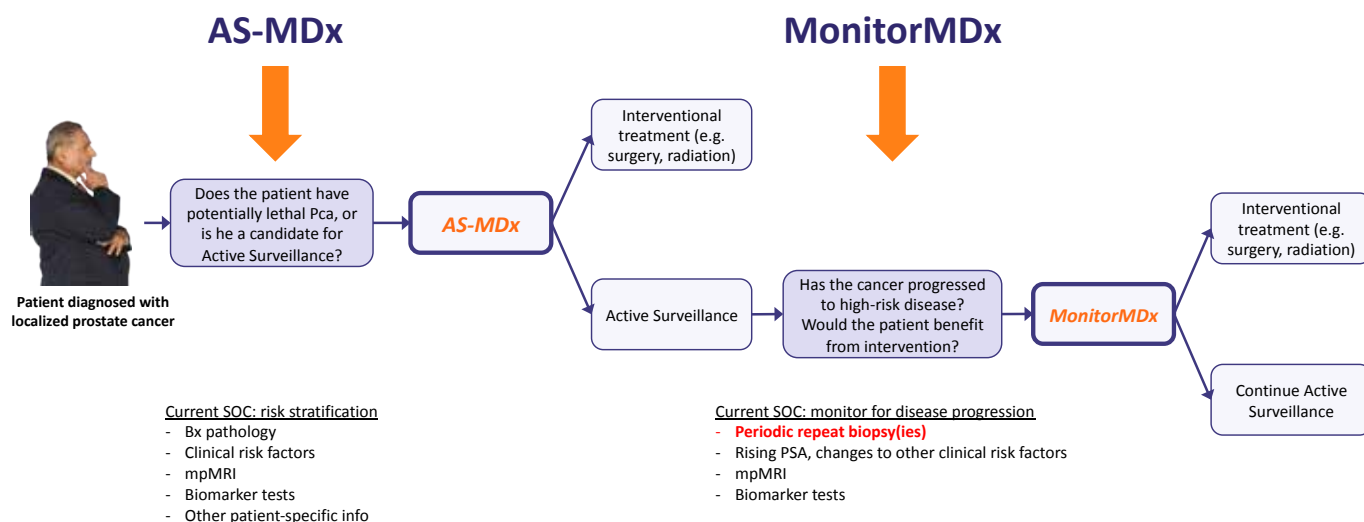 AS-MDx
MonitorMDx
Patient diagnosed with
localized prostate cancer
Does the patient have
potentially lethal Pca, or
is he a candidate for
Active Surveillance?
AS-MDx
Interventional
treatment (e.g.
surgery, radiation)
Active Surveillance
Has the cancer progressed
to high-risk disease?
Would the patient benefit
from intervention?
MonitorMDx
Interventional
treatment (e.g.
surgery, radiation)
Continue Active
Surveillance
Current SOC: risk stratification
- Bx pathology
- Clinical risk factors
- mpMRI
- Biomarker tests
- Other patient-specific info
Current SOC: monitor for disease progression
- Periodic repeat biopsy(ies)
- Rising PSA, changes to other clinical risk factors
- mpMRI
- Biomarker tests